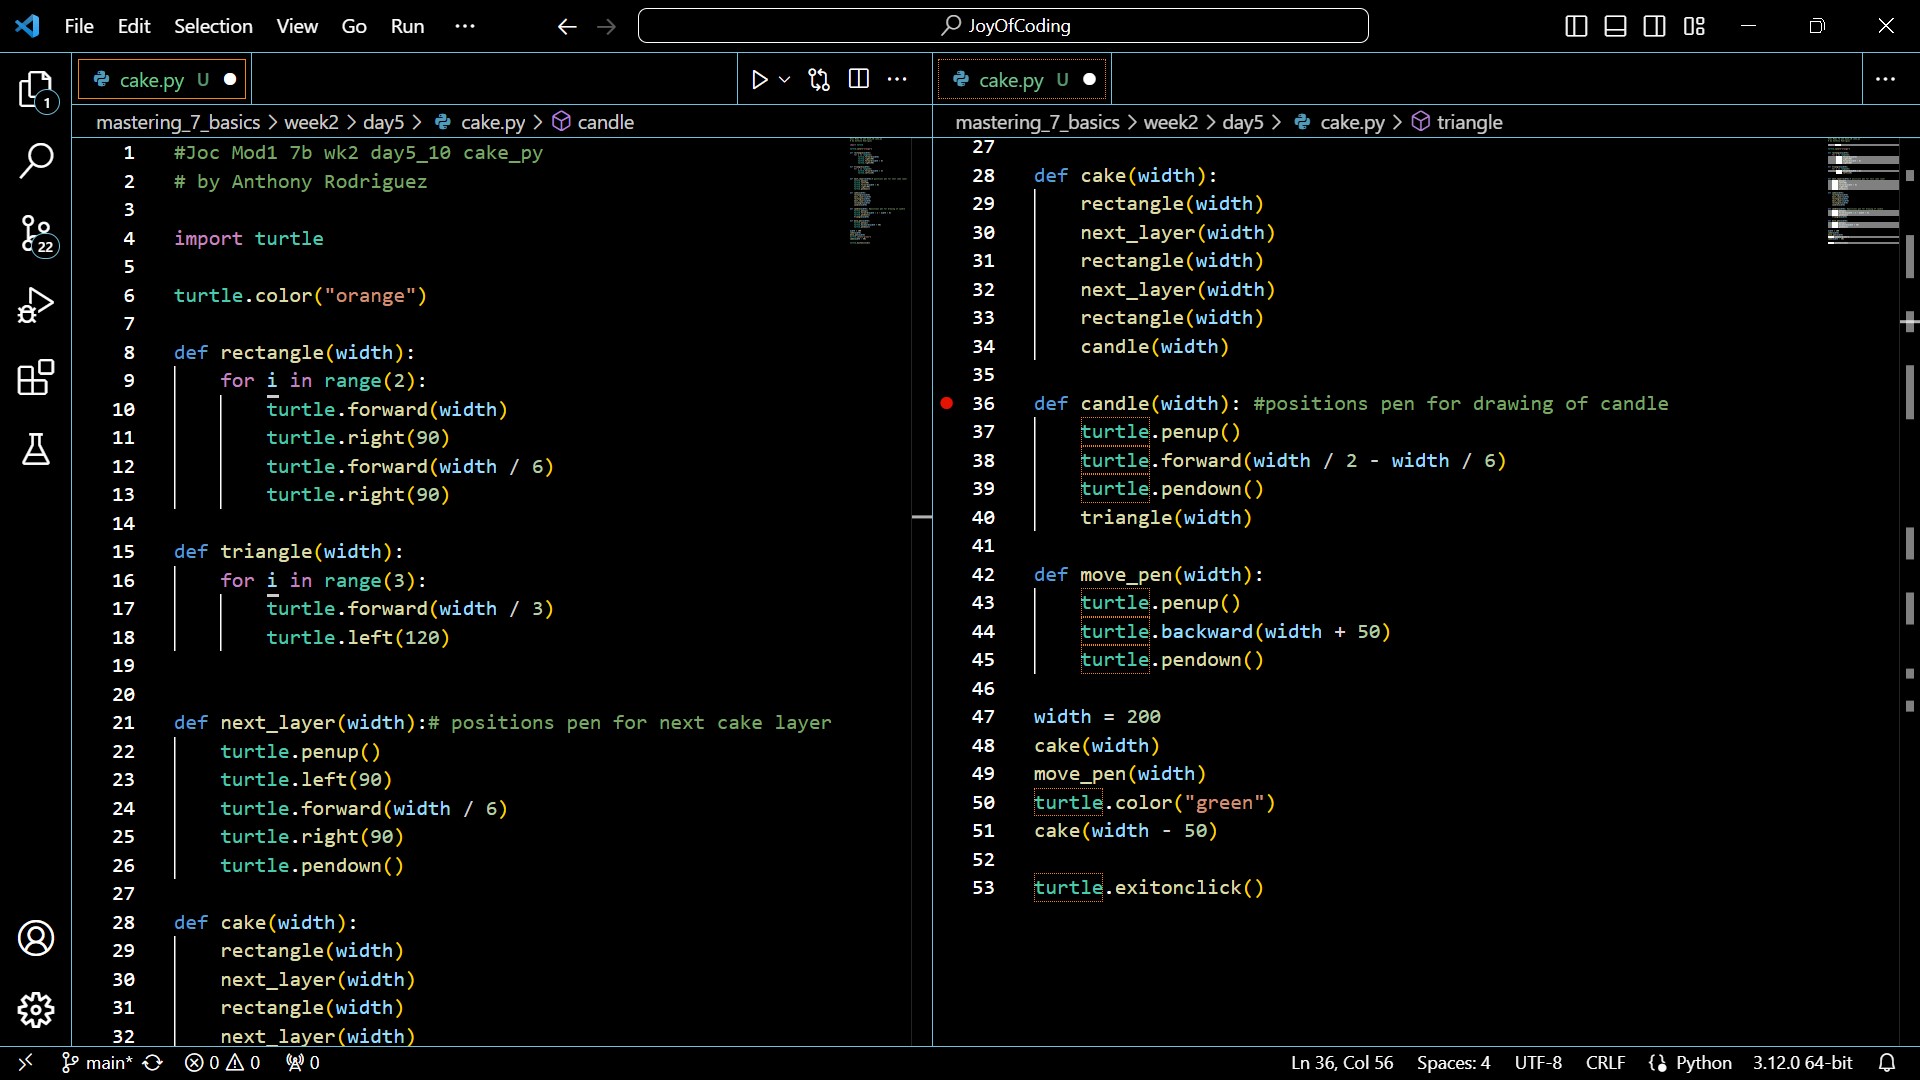 File Edit Selection View Go Run ··· JoyOfCoding
cake.py U
mastering_7_basics > week2 > day5 > cake.py > candle
1 #Joc Mod1 7b wk2 day5_10 cake_py
2 # by Anthony Rodriguez
3
4 import turtle
5
6 turtle.color("orange")
7
8 def rectangle(width):
9     for i in range(2):
10         turtle.forward(width)
11         turtle.right(90)
12         turtle.forward(width / 6)
13         turtle.right(90)
14
15 def triangle(width):
16     for i in range(3):
17         turtle.forward(width / 3)
18         turtle.left(120)
19
20
21 def next_layer(width):# positions pen for next cake layer
22     turtle.penup()
23     turtle.left(90)
24     turtle.forward(width / 6)
25     turtle.right(90)
26     turtle.pendown()
27
28 def cake(width):
29     rectangle(width)
30     next_layer(width)
31     rectangle(width)
32     next_layer(width)
cake.py U
mastering_7_basics > week2 > day5 > cake.py > triangle
27
28 def cake(width):
29     rectangle(width)
30     next_layer(width)
31     rectangle(width)
32     next_layer(width)
33     rectangle(width)
34     candle(width)
35
36 def candle(width): #positions pen for drawing of candle
37     turtle.penup()
38     turtle.forward(width / 2 - width / 6)
39     turtle.pendown()
40     triangle(width)
41
42 def move_pen(width):
43     turtle.penup()
44     turtle.backward(width + 50)
45     turtle.pendown()
46
47 width = 200
48 cake(width)
49 move_pen(width)
50 turtle.color("green")
51 cake(width - 50)
52
53 turtle.exitonclick()
1
22
main* 0 0 0 Ln 36, Col 56 Spaces: 4 UTF-8 CRLF Python 3.12.0 64-bit